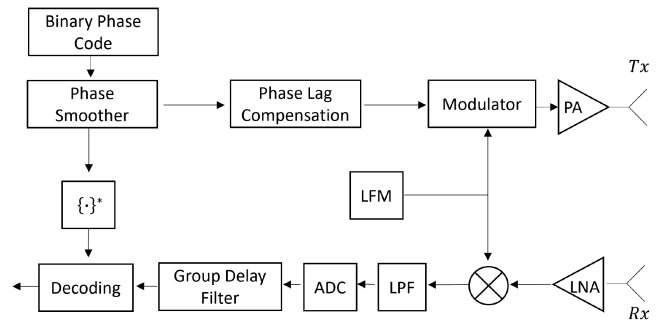 Binary Phase
Code
Tx
Phase
Smoother
Phase Lag
Compensation
Modulator
PA
{·}*
LFM
Decoding
Group Delay
Filter
ADC
LPF
LNA
Rx